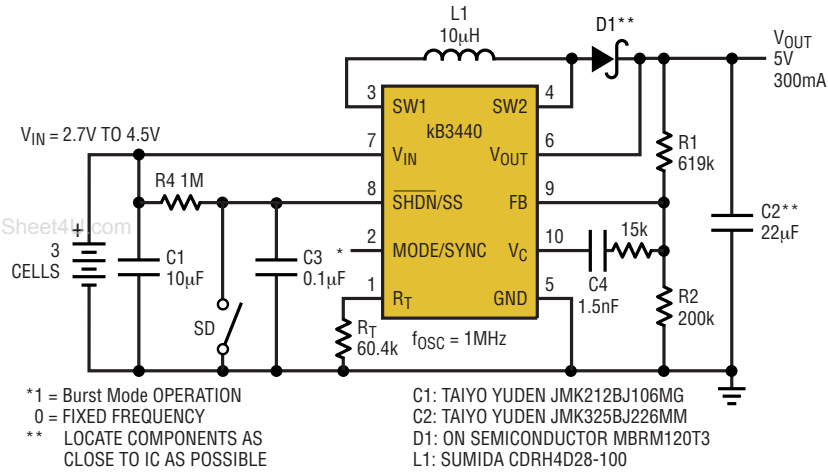 L1
10µH
D1**
VOUT
5V
300mA
3
SW1
SW2
4
kB3440
VIN = 2.7V TO 4.5V
7
VIN
VOUT
6
R1
619k
R4 1M
8
SHDN/SS
FB
9
Sheet4U.com
+
3
CELLS
C1
10µF
C3
0.1µF
*
2
MODE/SYNC
VC
10
15k
C2**
22µF
C4
1.5nF
SD
1
RT
GND
5
R2
200k
RT
60.4k
fOSC = 1MHz
*1 = Burst Mode OPERATION
0 = FIXED FREQUENCY
** LOCATE COMPONENTS AS
CLOSE TO IC AS POSSIBLE
C1: TAIYO YUDEN JMK212BJ106MG
C2: TAIYO YUDEN JMK325BJ226MM
D1: ON SEMICONDUCTOR MBRM120T3
L1: SUMIDA CDRH4D28-100